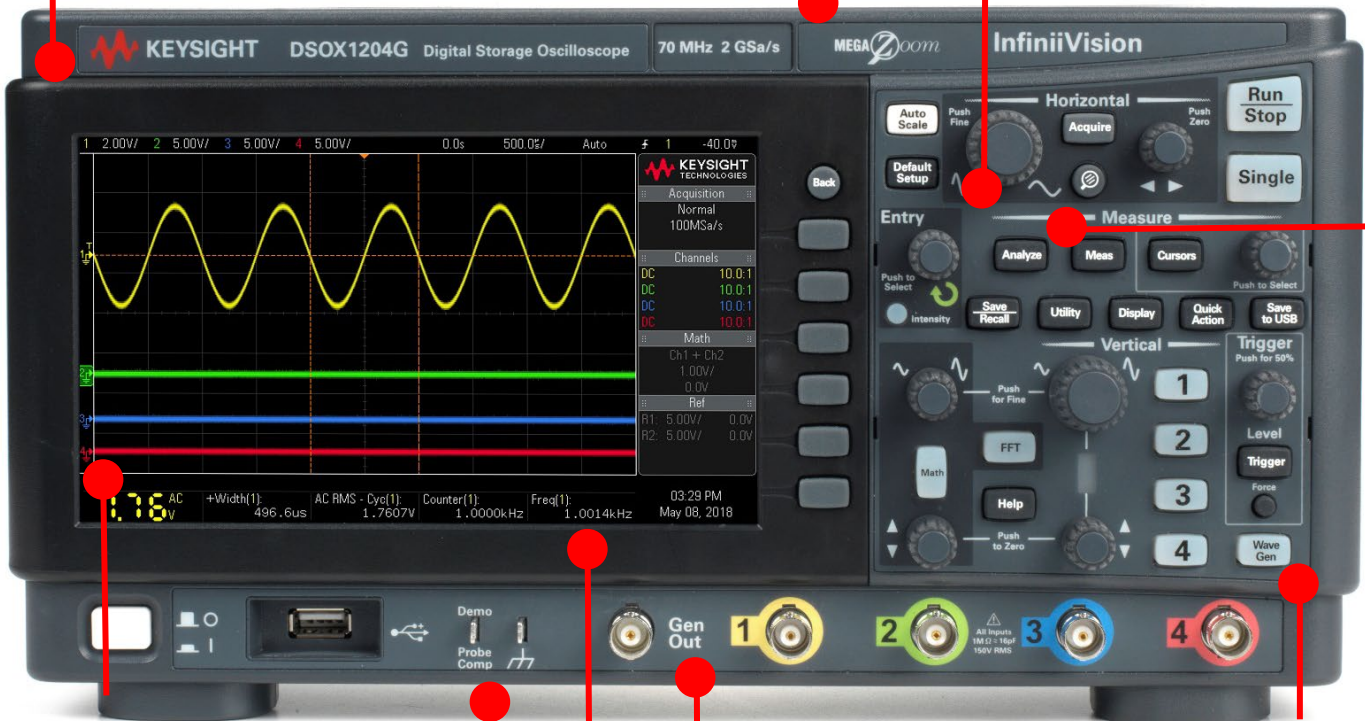 KEYSIGHT DSOX1204G Digital Storage Oscilloscope 70 MHz 2 GSa/s MEGA Zoom InfiniiVision
1 2.00V/ 2 5.00V/ 3 5.00V/ 4 5.00V/ 0.0s 500.0%/ Auto 1 -40.0V
KEYSIGHT
TECHNOLOGIES
Acquisition
Normal
100MSa/s
Channels
DC 10.0:1
DC 10.0:1
DC 10.0:1
DC 10.0:1
Math
Ch1 + Ch2
1.00V/
0.0V
Ref
R1: 5.00V/ 0.0V
R2: 5.00V/ 0.0V
03:29 PM
May 08, 2018
1
T
2
3
4
1.76 V AC
+Width(1):
496.6us
AC RMS - Cyc(1):
1.7607V
Counter(1):
1.0000kHz
Freq(1):
1.0014kHz
Back
Auto
Scale
Default
Setup
Horizontal
Push
Fine
Acquire
Push
Zero
Run
Stop
Single
Entry
Push to
Select
Intensity
Measure
Analyze
Meas
Cursors
Push to Select
Save
Recall
Utility
Display
Quick
Action
Save
to USB
Vertical
Push
for Fine
FFT
Math
Help
Push
to Zero
1
2
3
4
Trigger
Push for 50%
Level
Trigger
Force
Wave
Gen
Demo
Probe
Comp
Gen
Out
1
2
All Inputs
1MΩ ≈ 16pF
150V RMS
3
4